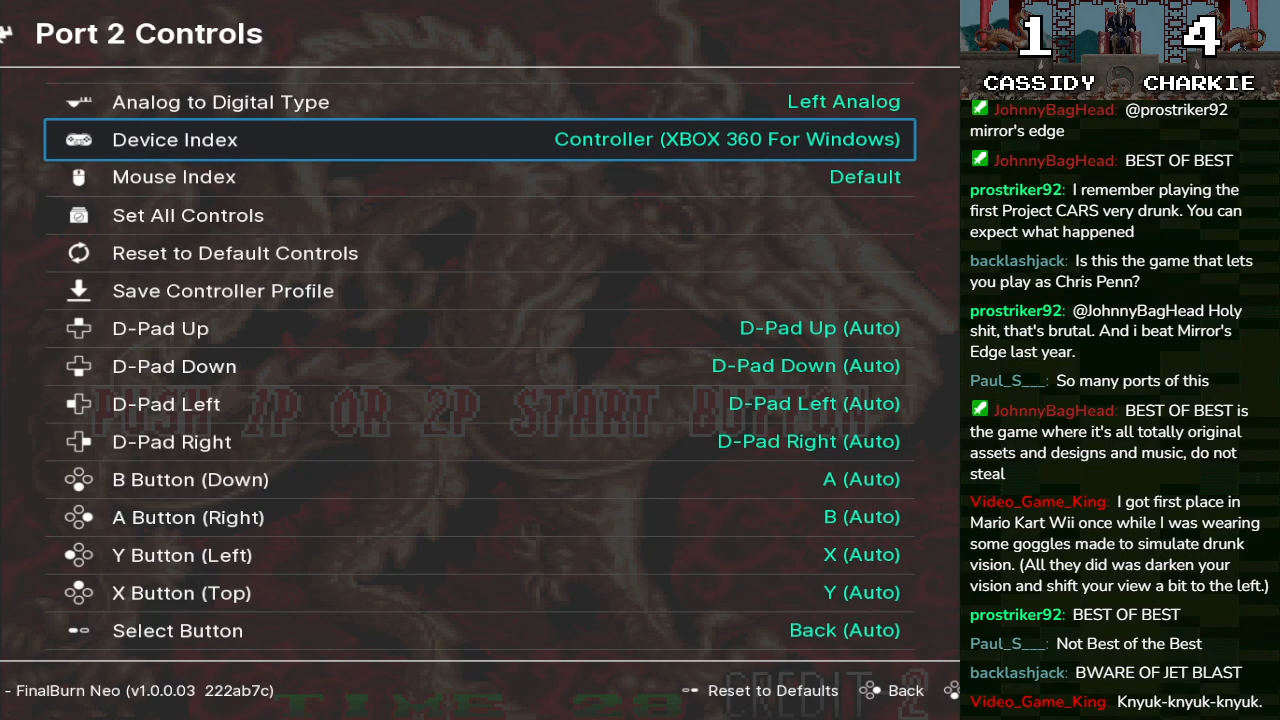 Port 2 Controls
Analog to Digital Type Left Analog
Device Index Controller (XBOX 360 For Windows)
Mouse Index Default
Set All Controls
Reset to Default Controls
Save Controller Profile
D-Pad Up D-Pad Up (Auto)
D-Pad Down D-Pad Down (Auto)
PUSH 1P OR 2P START BUTTON
D-Pad Left D-Pad Left (Auto)
D-Pad Right D-Pad Right (Auto)
B Button (Down) A (Auto)
A Button (Right) B (Auto)
Y Button (Left) X (Auto)
X Button (Top) Y (Auto)
Select Button Back (Auto)
CREDIT 2
TIME 28
- FinalBurn Neo (v1.0.0.03 222ab7c) Reset to Defaults Back
1 4
CASSIDY CHARKIE
JohnnyBagHead: @prostriker92
mirror's edge
JohnnyBagHead: BEST OF BEST
prostriker92: I remember playing the
first Project CARS very drunk. You can
expect what happened
backlashjack: Is this the game that lets
you play as Chris Penn?
prostriker92: @JohnnyBagHead Holy
shit, that's brutal. And i beat Mirror's
Edge last year.
Paul_S___: So many ports of this
JohnnyBagHead: BEST OF BEST is
the game where it's all totally original
assets and designs and music, do not
steal
Video_Game_King: I got first place in
Mario Kart Wii once while I was wearing
some goggles made to simulate drunk
vision. (All they did was darken your
vision and shift your view a bit to the left.)
prostriker92: BEST OF BEST
Paul_S___: Not Best of the Best
backlashjack: BWARE OF JET BLAST
Video_Game_King: Knyuk-knyuk-knyuk.